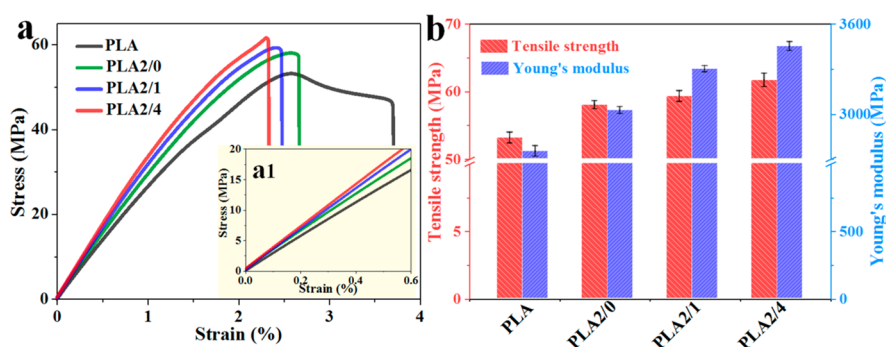 a
PLA
PLA2/0
PLA2/1
PLA2/4
Stress (MPa)
60
40
20
0
0
1
2
3
4
Strain (%)
a1
Stress (MPa)
20
15
10
5
0
0.0
0.2
0.4
0.6
Strain (%)
b
Tensile strength
Young's modulus
Tensile strength (MPa)
70
60
50
5
0
Young's modulus (MPa)
3600
3000
500
0
PLA
PLA2/0
PLA2/1
PLA2/4